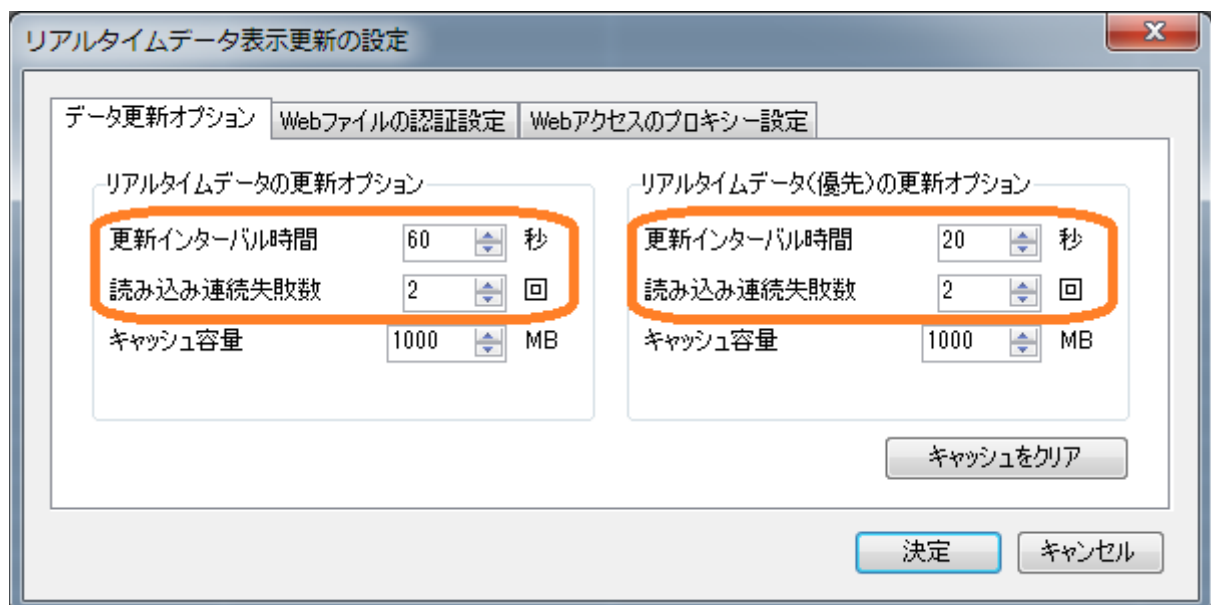 リアルタイムデータ表示更新の設定
データ更新オプション Webファイルの認証設定 Webアクセスのプロキシー設定
リアルタイムデータの更新オプション
更新インターバル時間 60 秒
読み込み連続失敗数 2 回
キャッシュ容量 1000 MB
リアルタイムデータ(優先)の更新オプション
更新インターバル時間 20 秒
読み込み連続失敗数 2 回
キャッシュ容量 1000 MB
キャッシュをクリア
決定 キャンセル